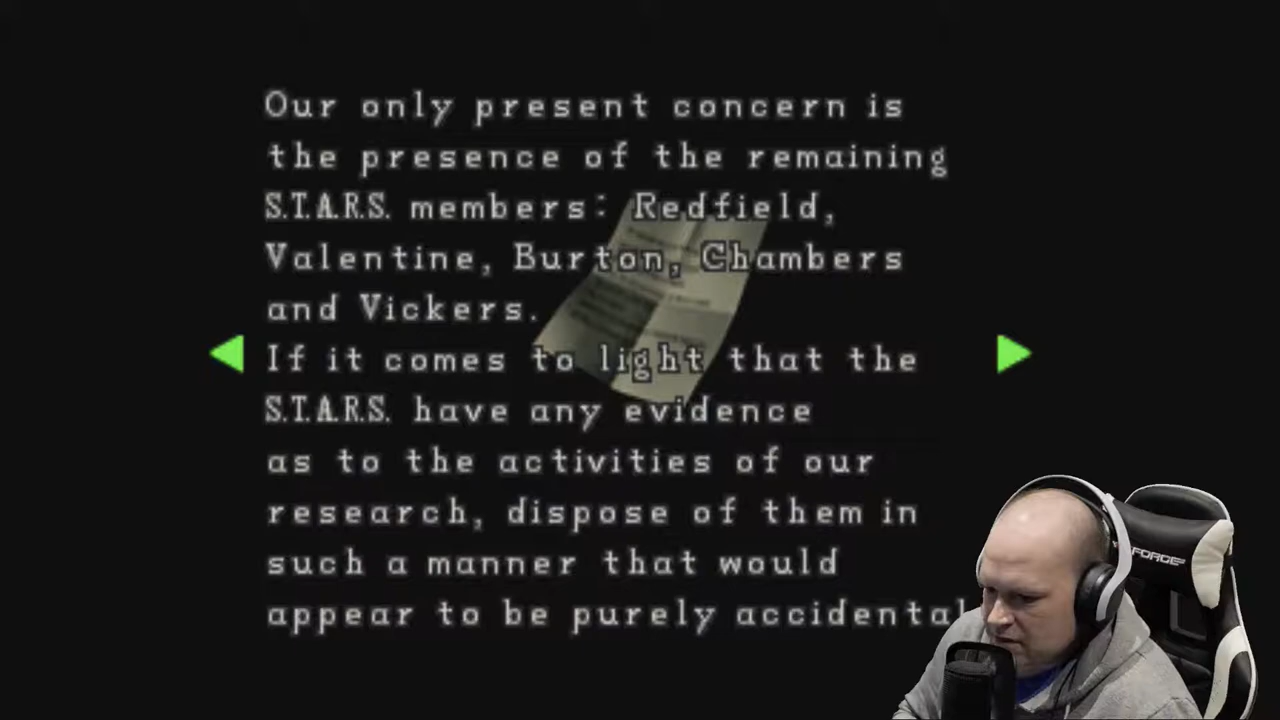 Our only present concern is
the presence of the remaining
S.T.A.R.S. members: Redfield,
Valentine, Burton, Chambers
and Vickers.
If it comes to light that the
S.T.A.R.S. have any evidence
as to the activities of our
research, dispose of them in
such a manner that would
appear to be purely accidental
FORGE